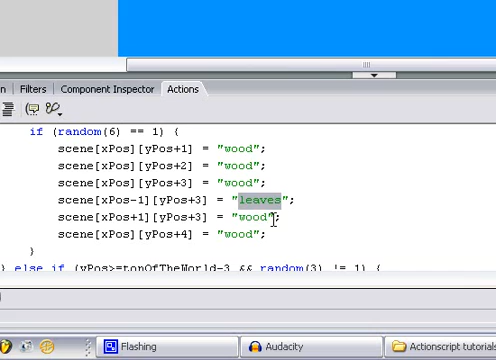 n Filters Component Inspector Actions
if (random(6) == 1) {
scene[xPos][yPos+1] = "wood";
scene[xPos][yPos+2] = "wood";
scene[xPos][yPos+3] = "wood";
scene[xPos-1][yPos+3] = "leaves";
scene[xPos+1][yPos+3] = "wood";
scene[xPos][yPos+4] = "wood";
}
} else if (yPos>=topOfTheWorld-3 && random(3) != 1) {
Flashing Audacity Actionscript tutorials